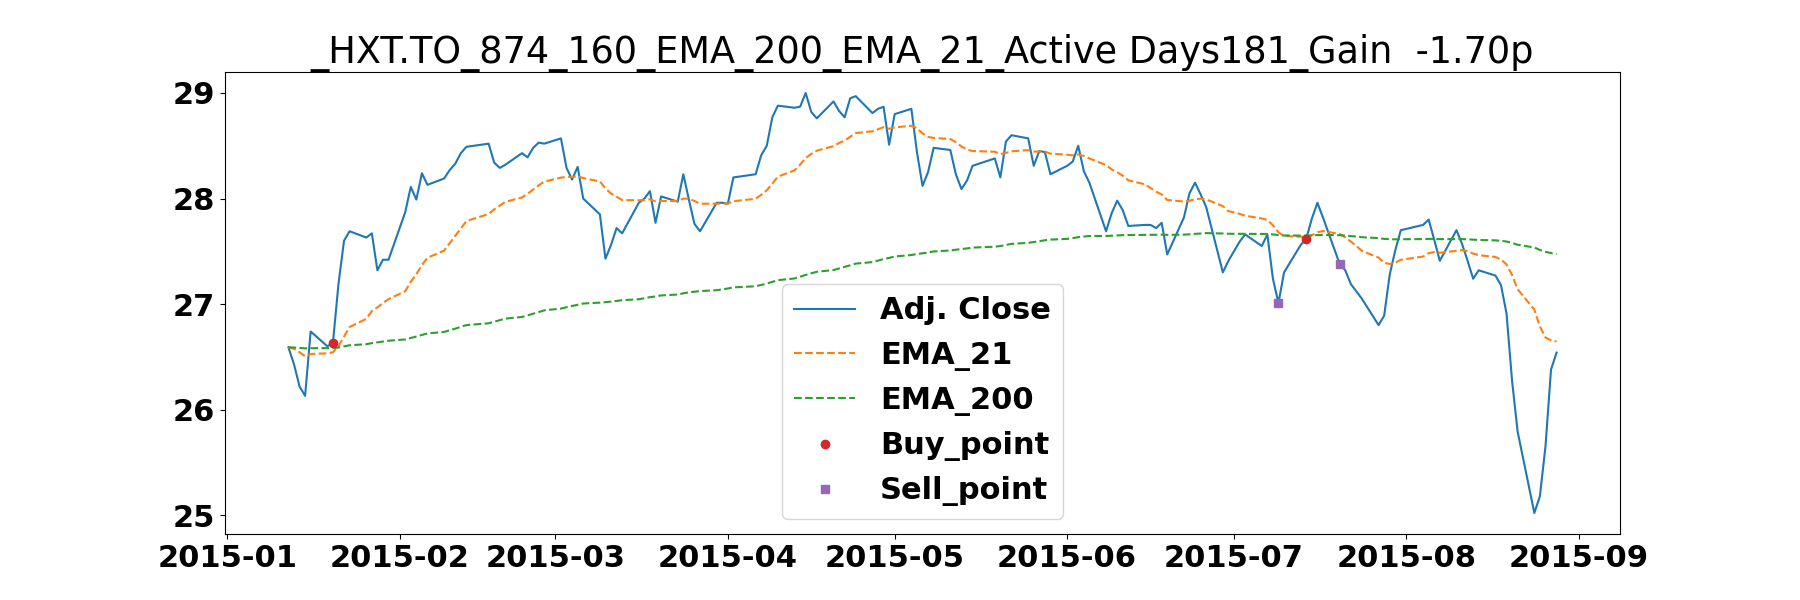 _HXT.TO_874_160_EMA_200_EMA_21_Active Days181_Gain  -1.70p
29
28
27
26
25
Adj. Close
EMA_21
EMA_200
Buy_point
Sell_point
2015-01 2015-02 2015-03 2015-04 2015-05 2015-06 2015-07 2015-08 2015-09